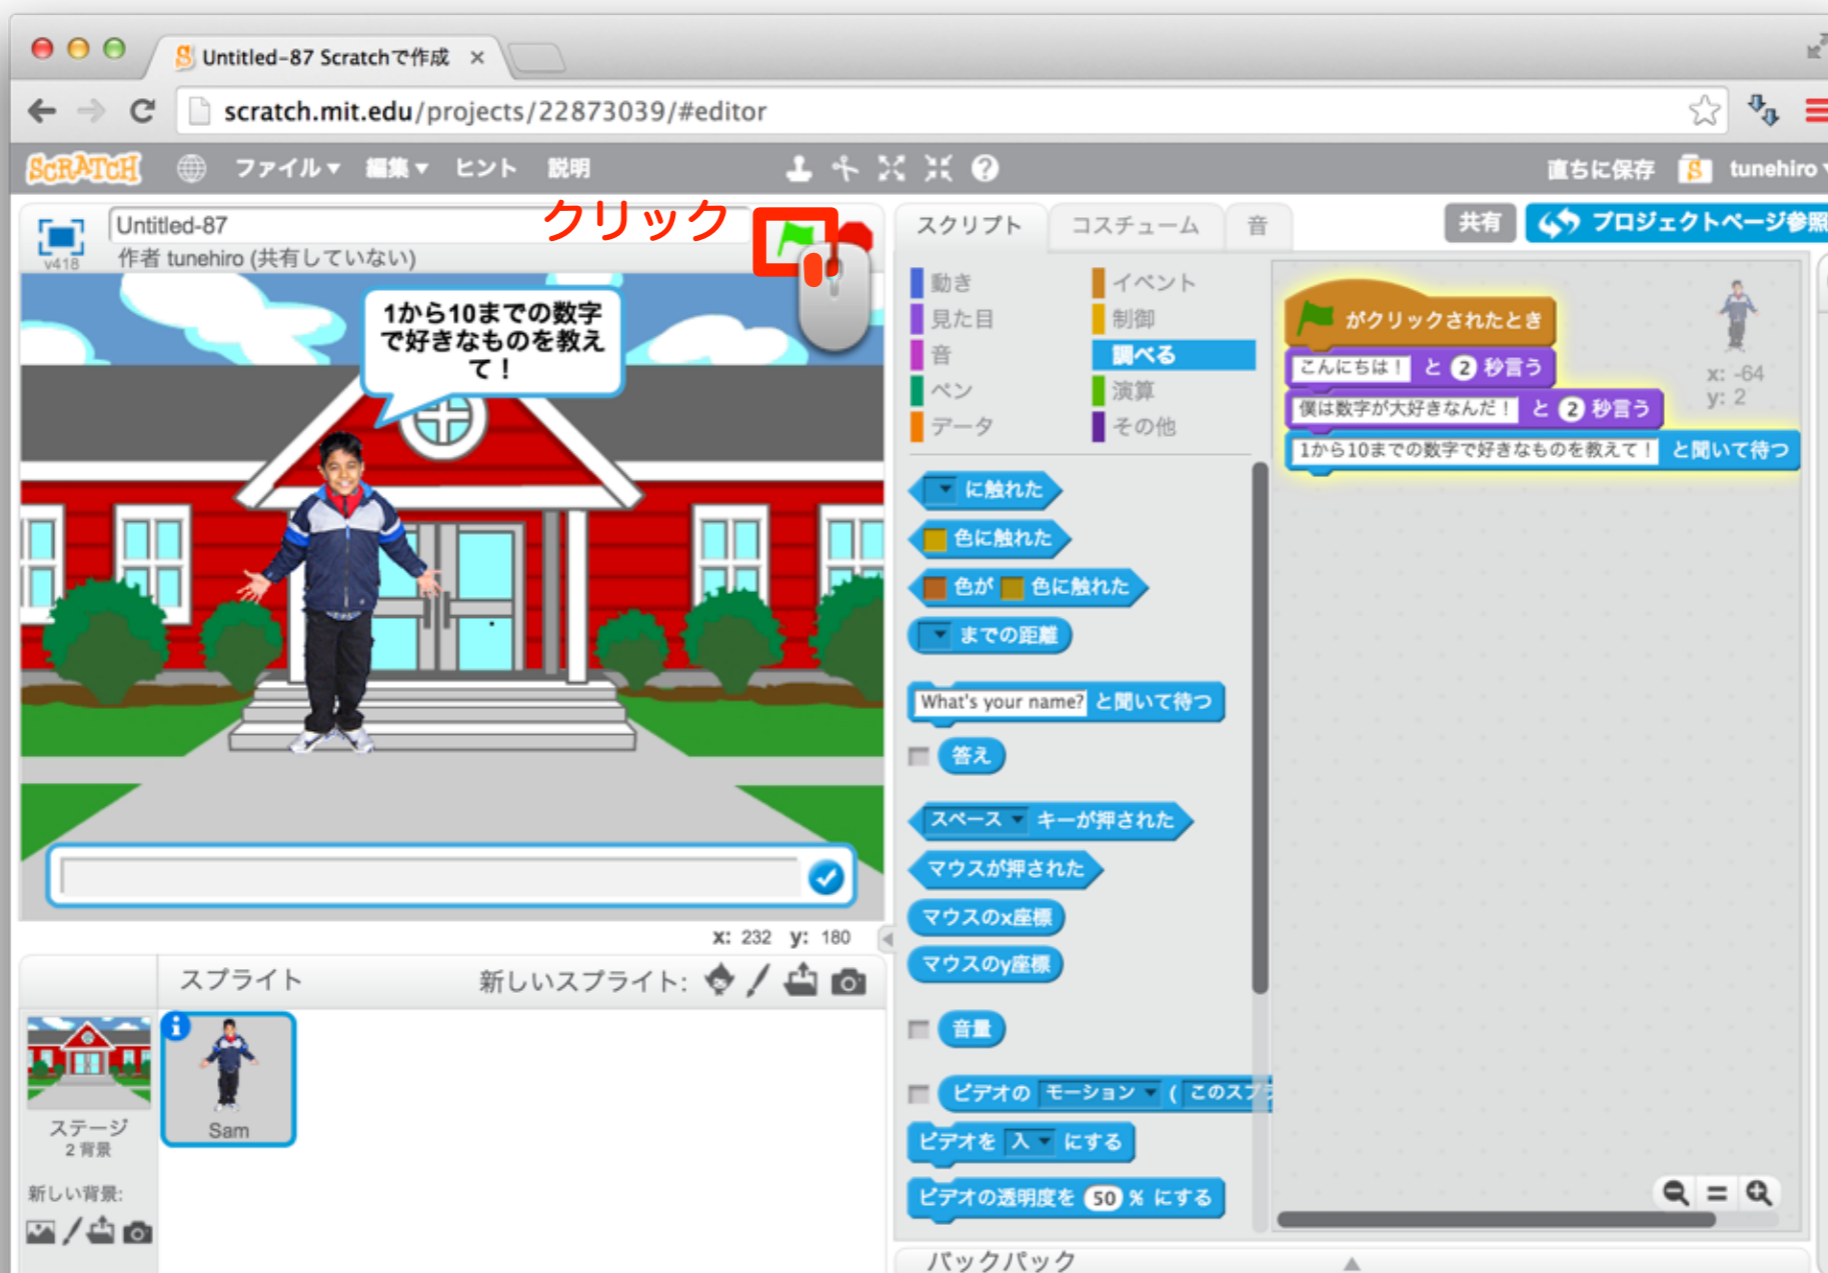 Untitled-87 Scratchで作成
scratch.mit.edu/projects/22873039/#editor
SCRATCH ファイル 編集 ヒント 説明 直ちに保存 tunehiro
Untitled-87
作者 tunehiro (共有していない)
v418
クリック
スクリプト コスチューム 音
共有 プロジェクトページ参照
1から10までの数字
で好きなものを教え
て！
x: 232 y: 180
スプライト 新しいスプライト:
ステージ
2 背景
新しい背景:
Sam
動き イベント
見た目 制御
音 調べる
ペン 演算
データ その他
に触れた
色に触れた
色が 色に触れた
までの距離
What's your name? と聞いて待つ
答え
スペース キーが押された
マウスが押された
マウスのx座標
マウスのy座標
音量
ビデオの モーション ( このスプ
ビデオを 入 にする
ビデオの透明度を 50 % にする
がクリックされたとき
こんにちは！ と 2 秒言う
僕は数字が大好きなんだ！ と 2 秒言う
1から10までの数字で好きなものを教えて！ と聞いて待つ
x: -64
y: 2
バックパック